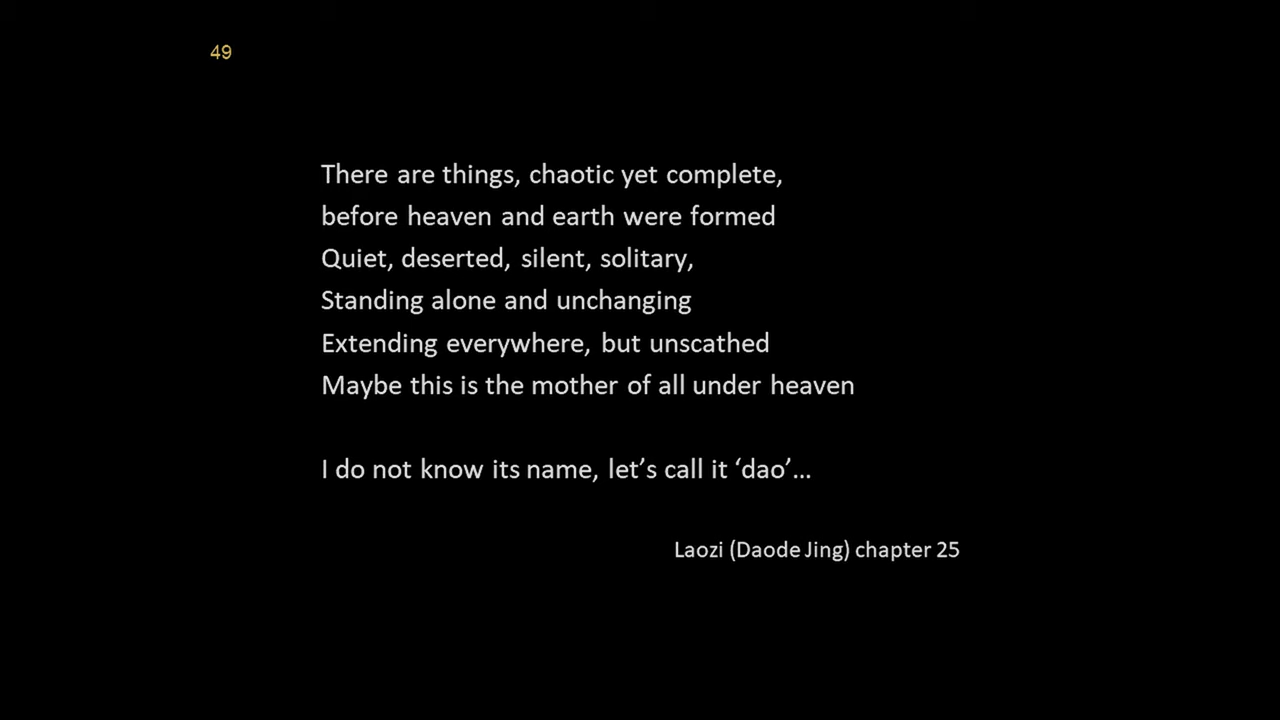 49
There are things, chaotic yet complete,
before heaven and earth were formed
Quiet, deserted, silent, solitary,
Standing alone and unchanging
Extending everywhere, but unscathed
Maybe this is the mother of all under heaven
I do not know its name, let’s call it ‘dao’...
Laozi (Daode Jing) chapter 25